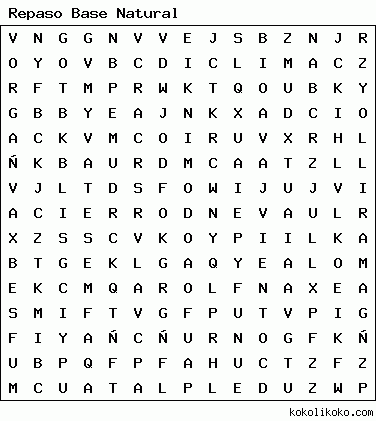 Repaso Base Natural
V N G G N V V E J S B Z N J R
O Y O V B C D I C L I M A C Z
R F T M P R W K T Q O U B K Y
G B B Y E A J N K X A D C I O
A C K V M C O I R U V X R H L
Ñ K B A U R D M C A A T Z L L
V J L T D S F O W I J U J V I
A C I E R R O D N E V A U L R
X Z S S C V K O Y P I I L K A
B T G E K L G A Q Y E A L O M
E K C M Q A R O L F N A X E A
S M I F T V G F P U T V P I G
F I Y A Ñ C Ñ U R N O G F K Ñ
U B P Q F P F A H U C T Z F Z
M C U A T A L P L E D U Z W P
kokolikoko.com